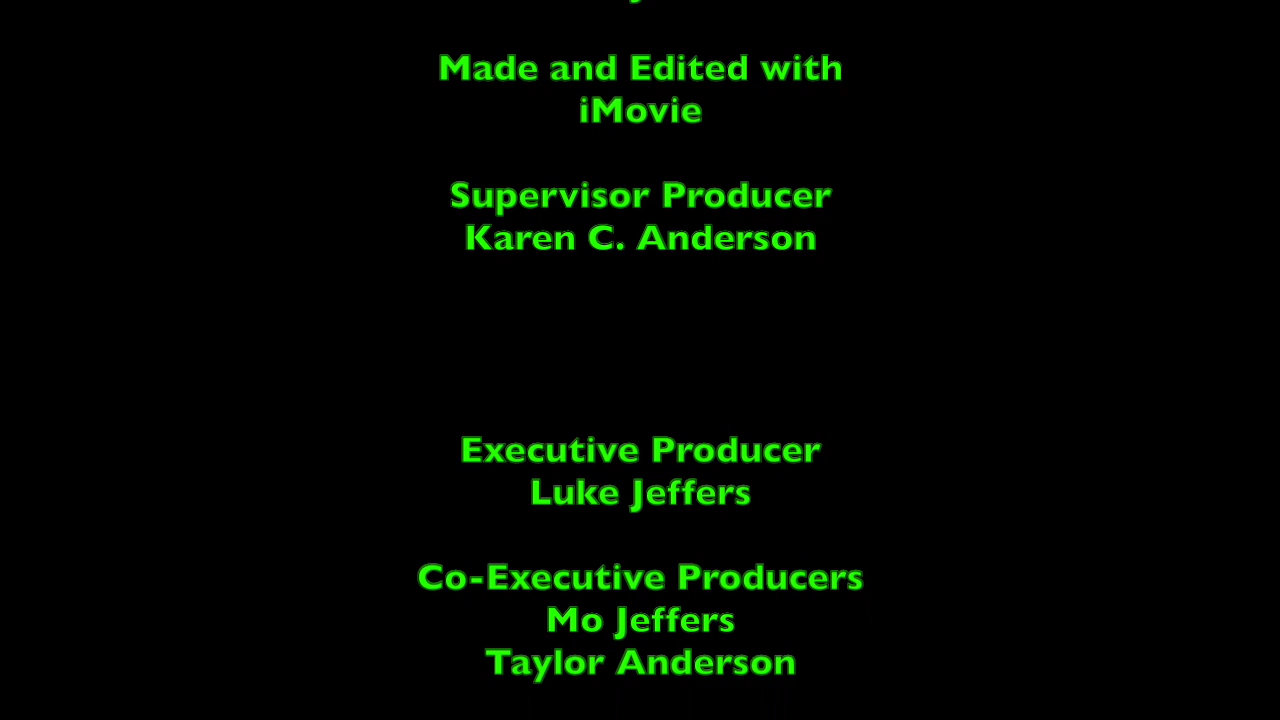 Made and Edited with
iMovie
Supervisor Producer
Karen C. Anderson
Executive Producer
Luke Jeffers
Co-Executive Producers
Mo Jeffers
Taylor Anderson